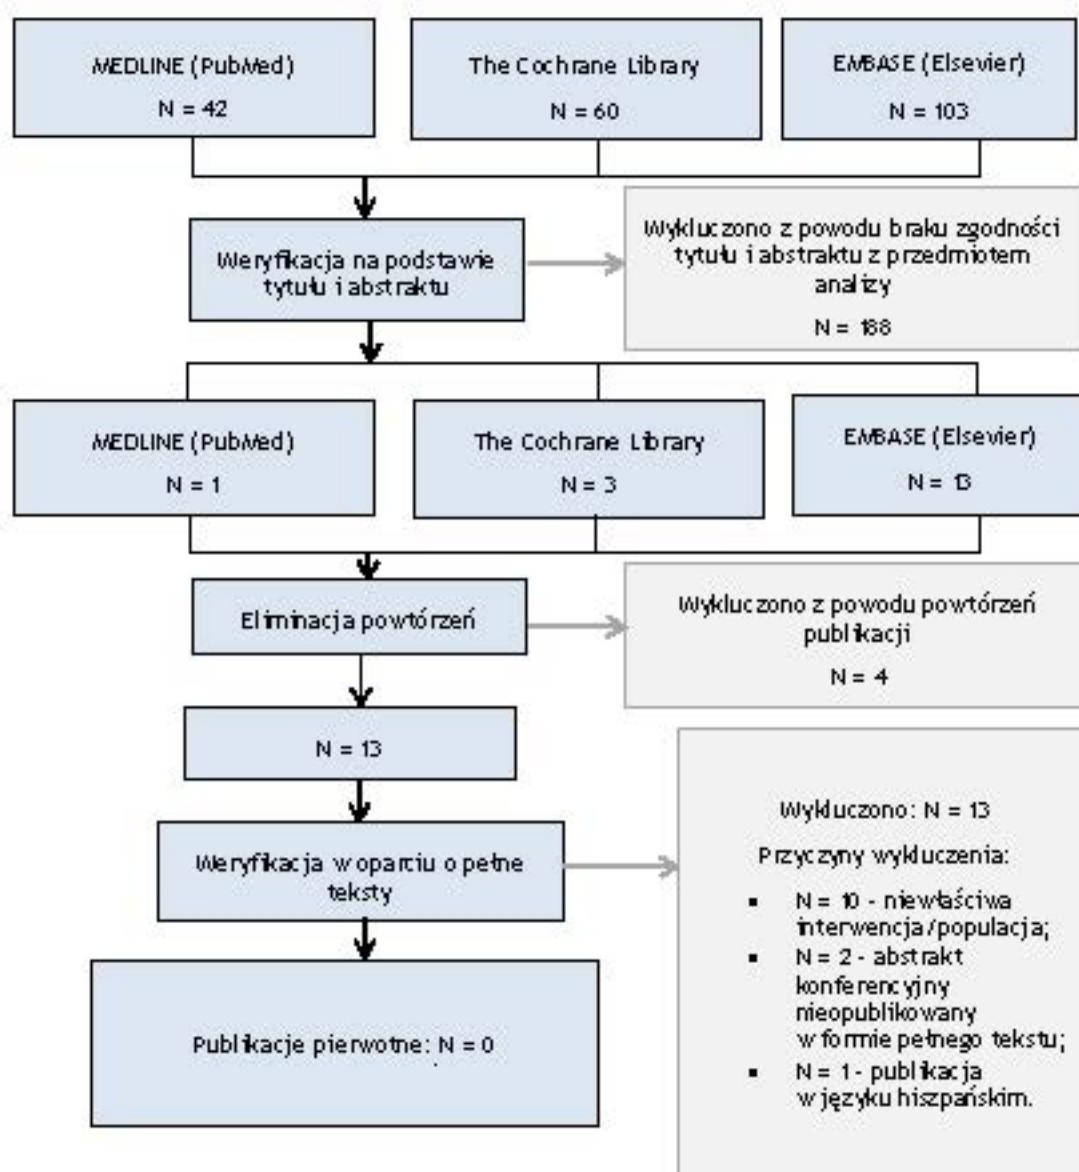 MEDLINE (PubMed)
N = 42
The Cochrane Library
N = 60
EMBASE (Elsevier)
N = 103
Weryfikacja na podstawie
tytułu i abstraktu
Wykluczono z powodu braku zgodności
tytułu i abstraktu z przedmiotem
analizy
N = 188
MEDLINE (PubMed)
N = 1
The Cochrane Library
N = 3
EMBASE (Elsevier)
N = 13
Eliminacja powtórzeń
Wykluczono z powodu powtórzeń
publikacji
N = 4
N = 13
Weryfikacja w oparciu o pełne
teksty
Wykluczono: N = 13
Przyczyny wykluczenia:
▪ N = 10 - niewłaściwa
interwencja/populacja;
▪ N = 2 - abstrakt
konferencyjny
nieopublikowany
w formie pełnego tekstu;
▪ N = 1 - publikacja
w języku hiszpańskim.
Publikacje pierwotne: N = 0